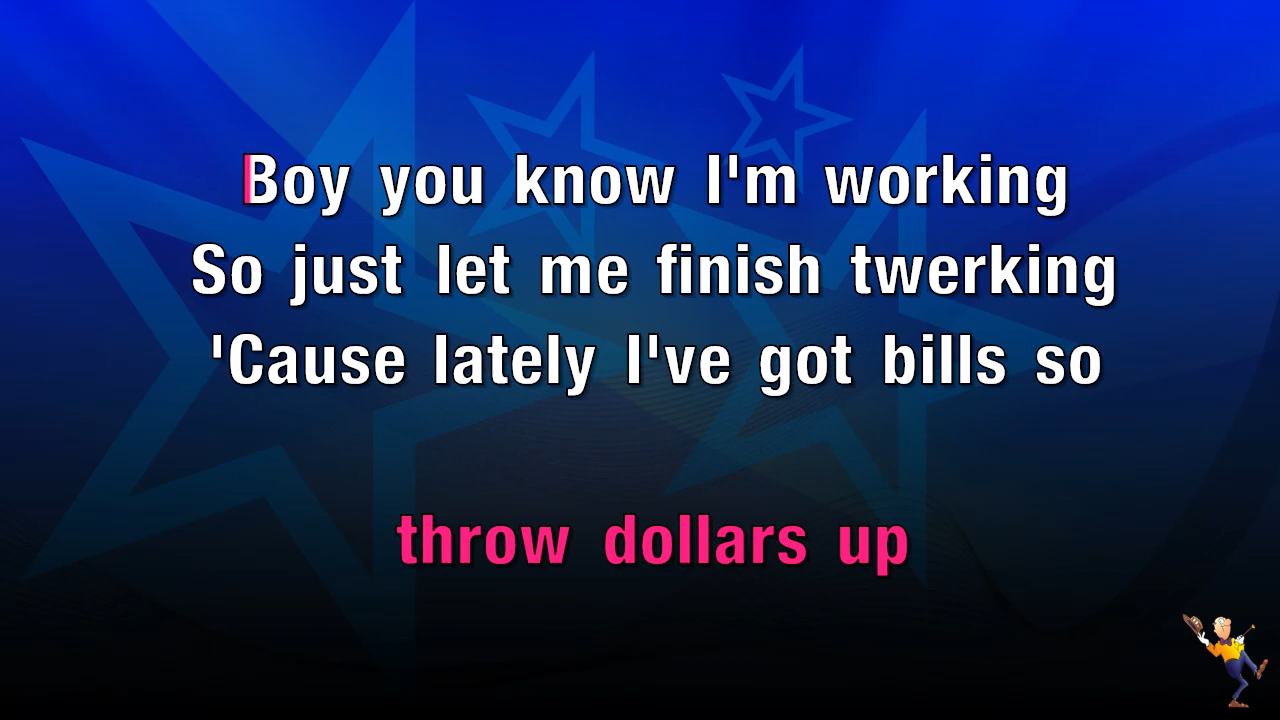 Boy you know I'm working
So just let me finish twerking
'Cause lately I've got bills so
throw dollars up